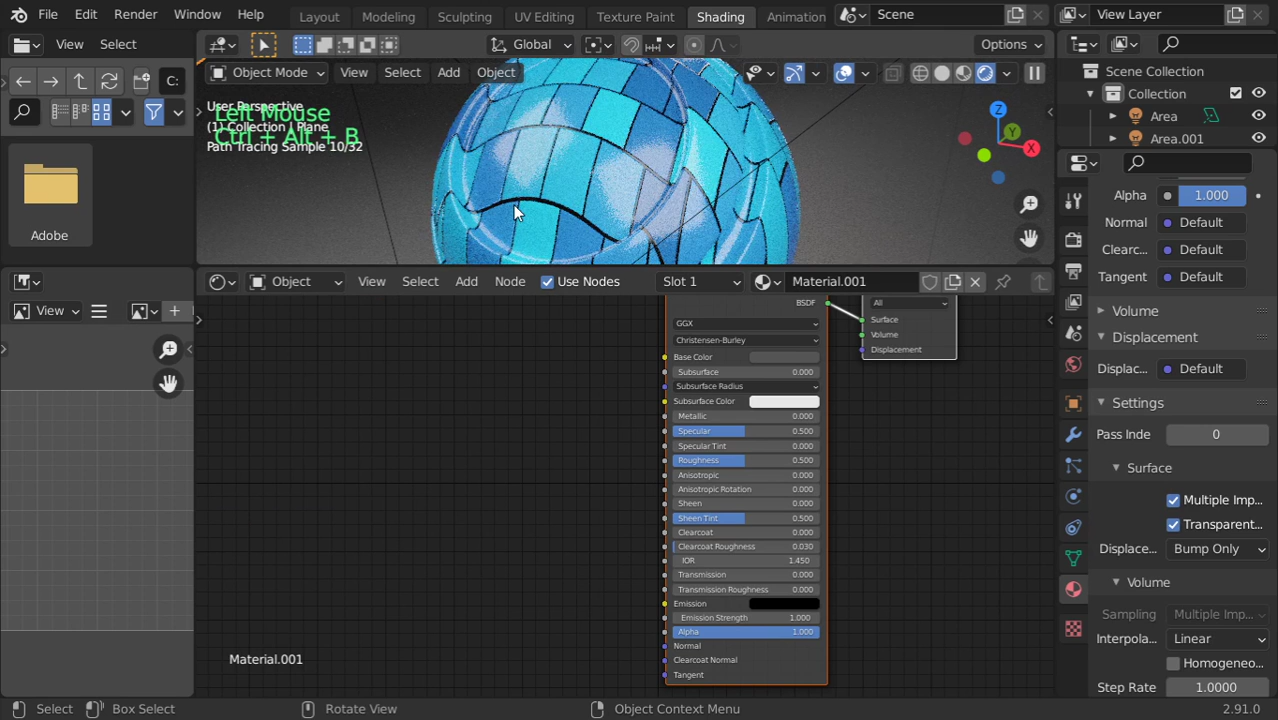 File Edit Render Window Help Layout Modeling Sculpting UV Editing Texture Paint Shading Animation Scene View Layer
View Select Global Options
C: Object Mode View Select Add Object Scene Collection
Collection
Area
Area.001
User Perspective
Left Mouse
(1) Collection | Plane
Ctrl + Alt + B
Path Tracing Sample 10/32
Z
Y
X
Adobe
Alpha 1.000
Normal Default
Clearc... Default
Tangent Default
Volume
Displacement
Displac... Default
Settings
Pass Inde 0
Surface
Multiple Imp...
Transparent...
Displace... Bump Only
Volume
Sampling Multiple Imp...
Interpola... Linear
Homogeneo...
Step Rate 1.0000
View
Object View Select Add Node Use Nodes Slot 1 Material.001
BSDF
GGX
Christensen-Burley
Base Color
Subsurface 0.000
Subsurface Radius
Subsurface Color
Metallic 0.000
Specular 0.500
Specular Tint 0.000
Roughness 0.500
Anisotropic 0.000
Anisotropic Rotation 0.000
Sheen 0.000
Sheen Tint 0.500
Clearcoat 0.000
Clearcoat Roughness 0.030
IOR 1.450
Transmission 0.000
Transmission Roughness 0.000
Emission
Emission Strength 1.000
Alpha 1.000
Normal
Clearcoat Normal
Tangent
All
Surface
Volume
Displacement
Material.001
Select Box Select Rotate View Object Context Menu 2.91.0